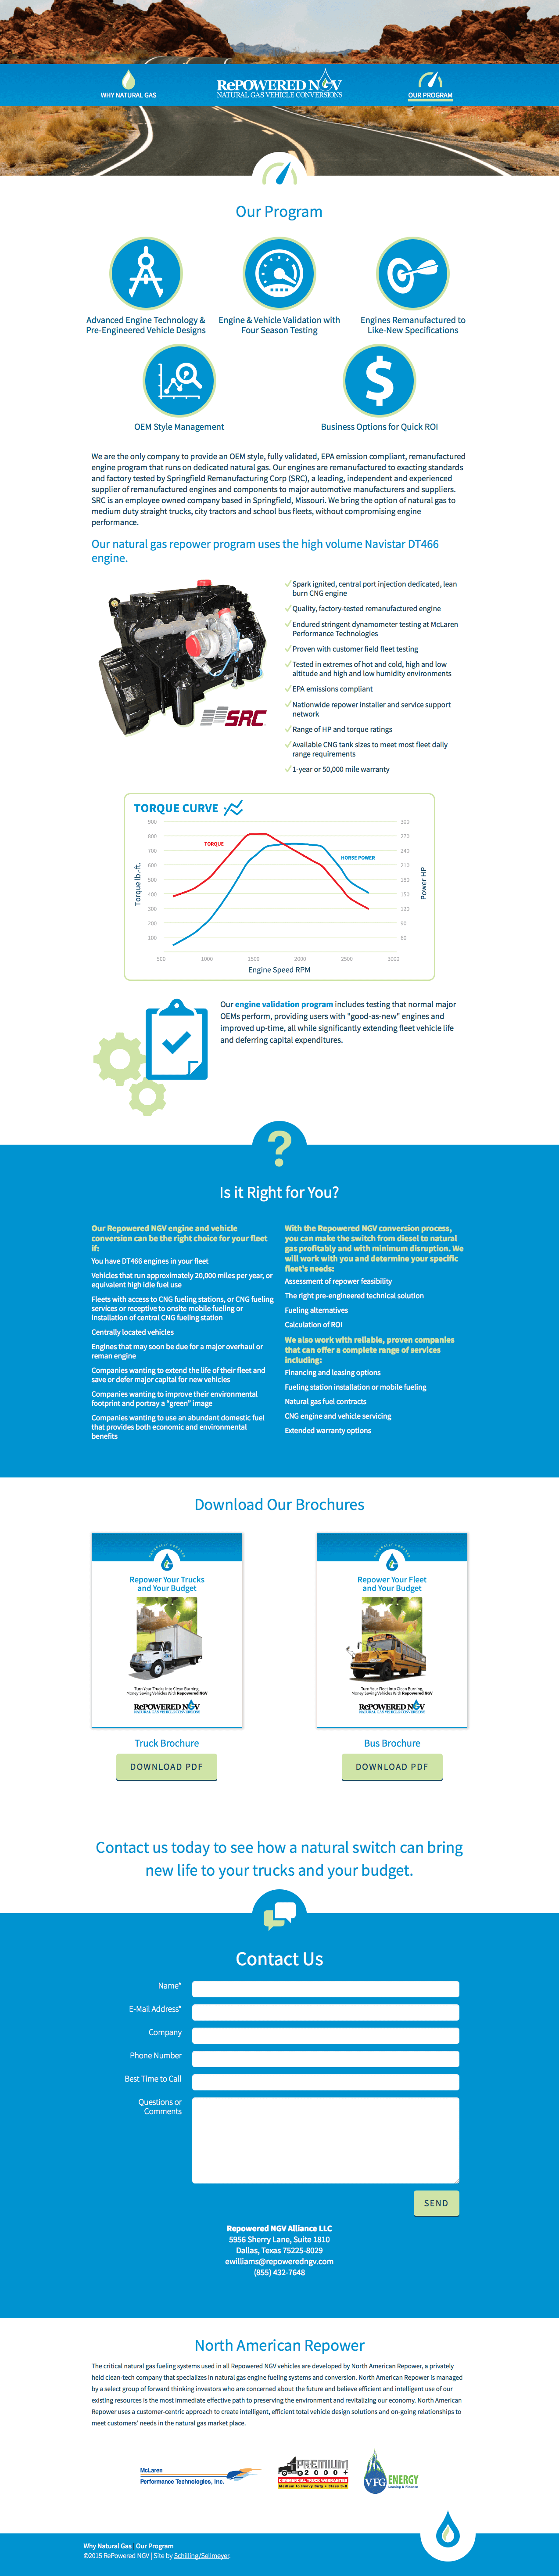 WHY NATURAL GAS
REPOWERED NGV
NATURAL GAS VEHICLE CONVERSIONS
OUR PROGRAM
Our Program
Advanced Engine Technology &
Pre-Engineered Vehicle Designs
Engine & Vehicle Validation with
Four Season Testing
Engines Remanufactured to
Like-New Specifications
OEM Style Management
Business Options for Quick ROI
We are the only company to provide an OEM style, fully validated, EPA emission compliant, remanufactured
engine program that runs on dedicated natural gas. Our engines are remanufactured to exacting standards
and factory tested by Springfield Remanufacturing Corp (SRC), a leading, independent and experienced
supplier of remanufactured engines and components to major automotive manufacturers and suppliers.
SRC is an employee owned company based in Springfield, Missouri. We bring the option of natural gas to
medium duty straight trucks, city tractors and school bus fleets, without compromising engine
performance.
Our natural gas repower program uses the high volume Navistar DT466
engine.
SRC
Spark ignited, central port injection dedicated, lean
burn CNG engine
Quality, factory-tested remanufactured engine
Endured stringent dynamometer testing at McLaren
Performance Technologies
Proven with customer field fleet testing
Tested in extremes of hot and cold, high and low
altitude and high and low humidity environments
EPA emissions compliant
Nationwide repower installer and service support
network
Range of HP and torque ratings
Available CNG tank sizes to meet most fleet daily
range requirements
1-year or 50,000 mile warranty
TORQUE CURVE
900 300
800 270
700 240
600 210
500 180
400 150
300 120
200 90
100 60
TORQUE
HORSE POWER
Torque lb.-ft.
Power HP
500 1000 1500 2000 2500 3000
Engine Speed RPM
Our engine validation program includes testing that normal major
OEMs perform, providing users with "good-as-new" engines and
improved up-time, all while significantly extending fleet vehicle life
and deferring capital expenditures.
?
Is it Right for You?
Our Repowered NGV engine and vehicle
conversion can be the right choice for your fleet
if:
You have DT466 engines in your fleet
Vehicles that run approximately 20,000 miles per year, or
equivalent high idle fuel use
Fleets with access to CNG fueling stations, or CNG fueling
services or receptive to onsite mobile fueling or
installation of central CNG fueling station
Centrally located vehicles
Engines that may soon be due for a major overhaul or
reman engine
Companies wanting to extend the life of their fleet and
save or defer major capital for new vehicles
Companies wanting to improve their environmental
footprint and portray a "green" image
Companies wanting to use an abundant domestic fuel
that provides both economic and environmental
benefits
With the Repowered NGV conversion process,
you can make the switch from diesel to natural
gas profitably and with minimum disruption. We
will work with you and determine your specific
fleet's needs:
Assessment of repower feasibility
The right pre-engineered technical solution
Fueling alternatives
Calculation of ROI
We also work with reliable, proven companies
that can offer a complete range of services
including:
Financing and leasing options
Fueling station installation or mobile fueling
Natural gas fuel contracts
CNG engine and vehicle servicing
Extended warranty options
Download Our Brochures
Repower Your Trucks
and Your Budget
Turn Your Trucks Into Clean Burning,
Money Saving Vehicles With Repowered NGV
REPOWERED NGV
NATURAL GAS VEHICLE CONVERSIONS
Truck Brochure
DOWNLOAD PDF
Repower Your Fleet
and Your Budget
Turn Your Fleet Into Clean Burning,
Money Saving Vehicles With Repowered NGV
REPOWERED NGV
NATURAL GAS VEHICLE CONVERSIONS
Bus Brochure
DOWNLOAD PDF
Contact us today to see how a natural switch can bring
new life to your trucks and your budget.
Contact Us
Name*
E-Mail Address*
Company
Phone Number
Best Time to Call
Questions or
Comments
SEND
Repowered NGV Alliance LLC
5956 Sherry Lane, Suite 1810
Dallas, Texas 75225-8029
ewilliams@repoweredngv.com
(855) 432-7648
North American Repower
The critical natural gas fueling systems used in all Repowered NGV vehicles are developed by North American Repower, a privately
held clean-tech company that specializes in natural gas engine fueling systems and conversion. North American Repower is managed
by a select group of forward thinking investors who are concerned about the future and believe efficient and intelligent use of our
existing resources is the most immediate effective path to preserving the environment and revitalizing our economy. North American
Repower uses a customer-centric approach to create intelligent, efficient total vehicle design solutions and on-going relationships to
meet customers' needs in the natural gas market place.
McLaren
Performance Technologies, Inc.
PREMIUM
2000+
COMMERCIAL TRUCK WARRANTIES
Medium to Heavy Duty • Class 3-8
VFG ENERGY
Leasing & Finance
Why Natural Gas Our Program
©2015 RePowered NGV | Site by Schilling/Sellmeyer.